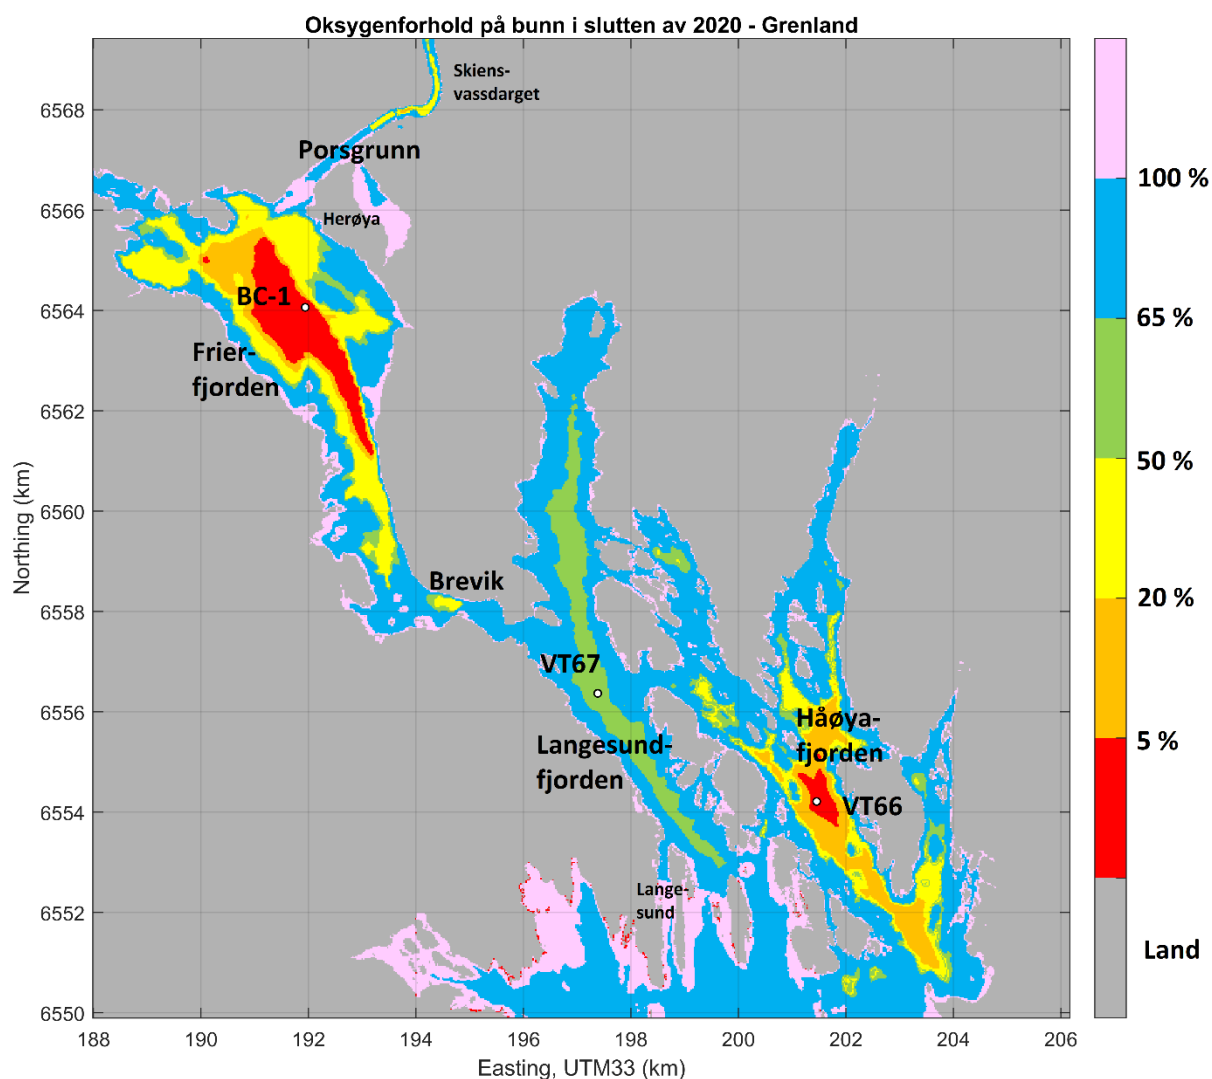 Oksygenforhold på bunn i slutten av 2020 - Grenland
Skiens-
vassdarget
Porsgrunn
Herøya
BC-1
Frier-
fjorden
Brevik
VT67
Langesund-
fjorden
Håøya-
fjorden
VT66
Lange-
sund
6568
6566
6564
6562
6560
6558
6556
6554
6552
6550
Northing (km)
188
190
192
194
196
198
200
202
204
206
Easting, UTM33 (km)
100 %
65 %
50 %
20 %
5 %
Land